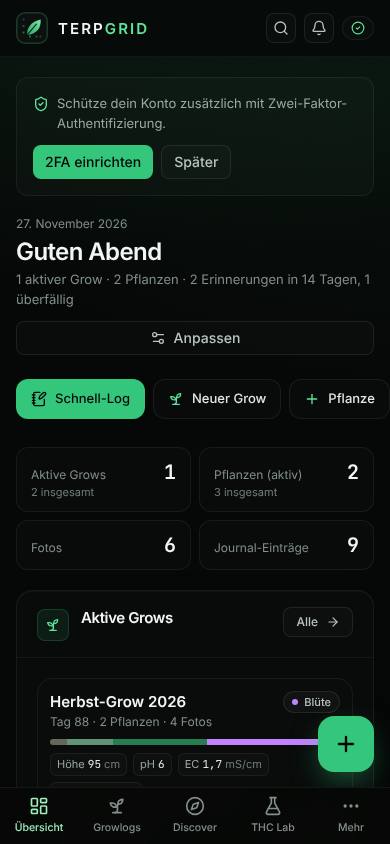 TERPGRID
Schütze dein Konto zusätzlich mit Zwei-Faktor-
Authentifizierung.
2FA einrichten
Später
27. November 2026
Guten Abend
1 aktiver Grow · 2 Pflanzen · 2 Erinnerungen in 14 Tagen, 1
überfällig
Anpassen
Schnell-Log
Neuer Grow
Pflanze
Aktive Grows
1
2 insgesamt
Pflanzen (aktiv)
2
3 insgesamt
Fotos
6
Journal-Einträge
9
Aktive Grows
Alle
Herbst-Grow 2026
Blüte
Tag 88 · 2 Pflanzen · 4 Fotos
Höhe 95 cm
pH 6
EC 1,7 mS/cm
Übersicht
Growlogs
Discover
THC Lab
Mehr